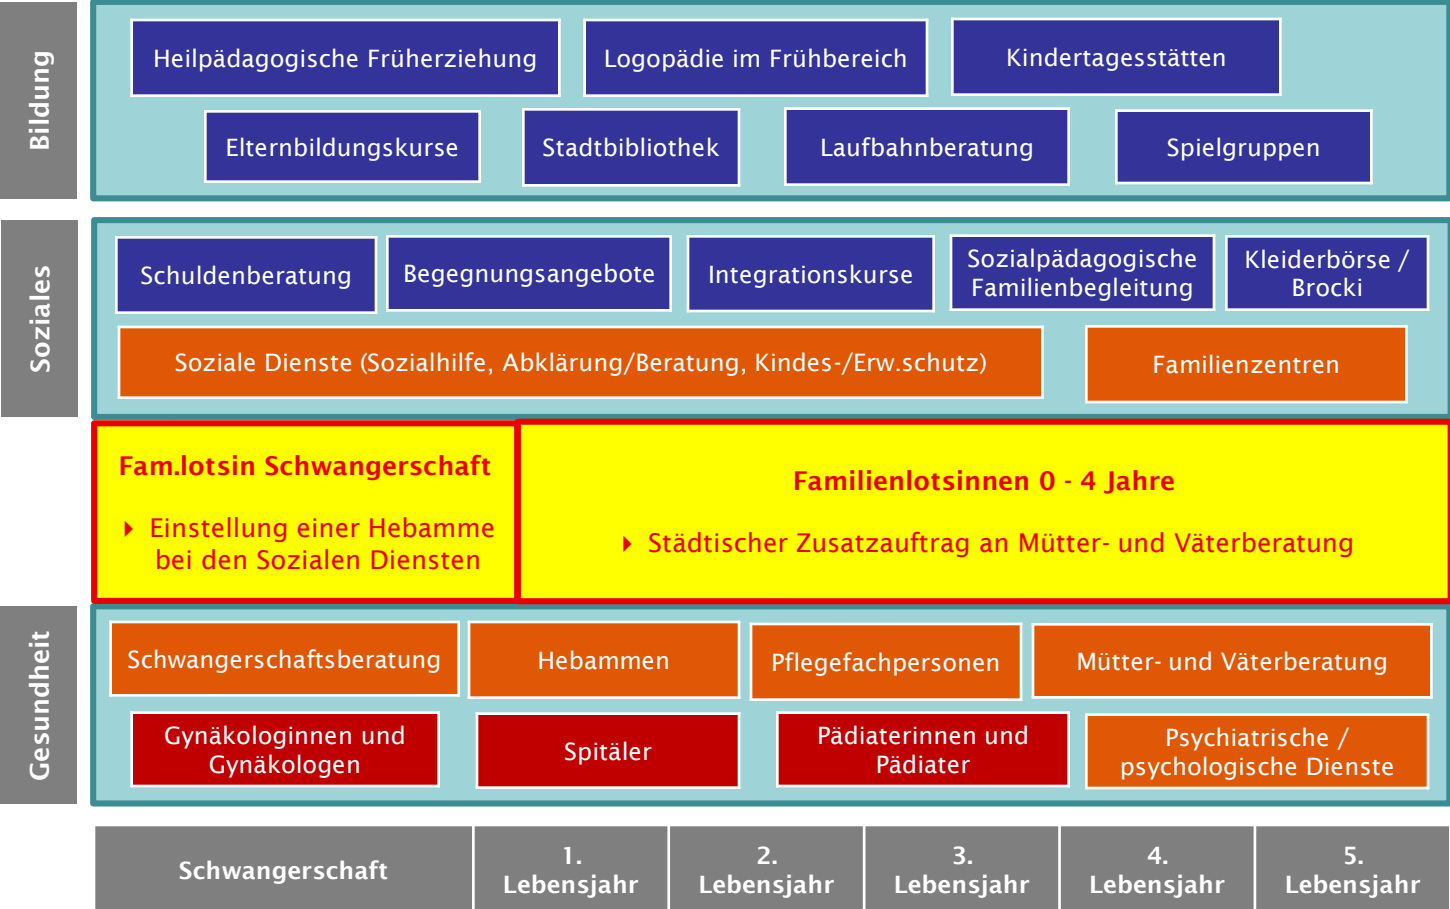 Bildung
Heilpädagogische Früherziehung
Logopädie im Frühbereich
Kindertagesstätten
Elternbildungskurse
Stadtbibliothek
Laufbahnberatung
Spielgruppen
Soziales
Schuldenberatung
Begegnungsangebote
Integrationskurse
Sozialpädagogische
Familienbegleitung
Kleiderbörse /
Brocki
Soziale Dienste (Sozialhilfe, Abklärung/Beratung, Kindes-/Erw.schutz)
Familienzentren
Fam.lotsin Schwangerschaft
Einstellung einer Hebamme
bei den Sozialen Diensten
Familienlotsinnen 0 - 4 Jahre
Städtischer Zusatzauftrag an Mütter- und Väterberatung
Gesundheit
Schwangerschaftsberatung
Hebammen
Pflegefachpersonen
Mütter- und Väterberatung
Gynäkologinnen und
Gynäkologen
Spitäler
Pädiaterinnen und
Pädiater
Psychiatrische /
psychologische Dienste
Schwangerschaft
1.
Lebensjahr
2.
Lebensjahr
3.
Lebensjahr
4.
Lebensjahr
5.
Lebensjahr